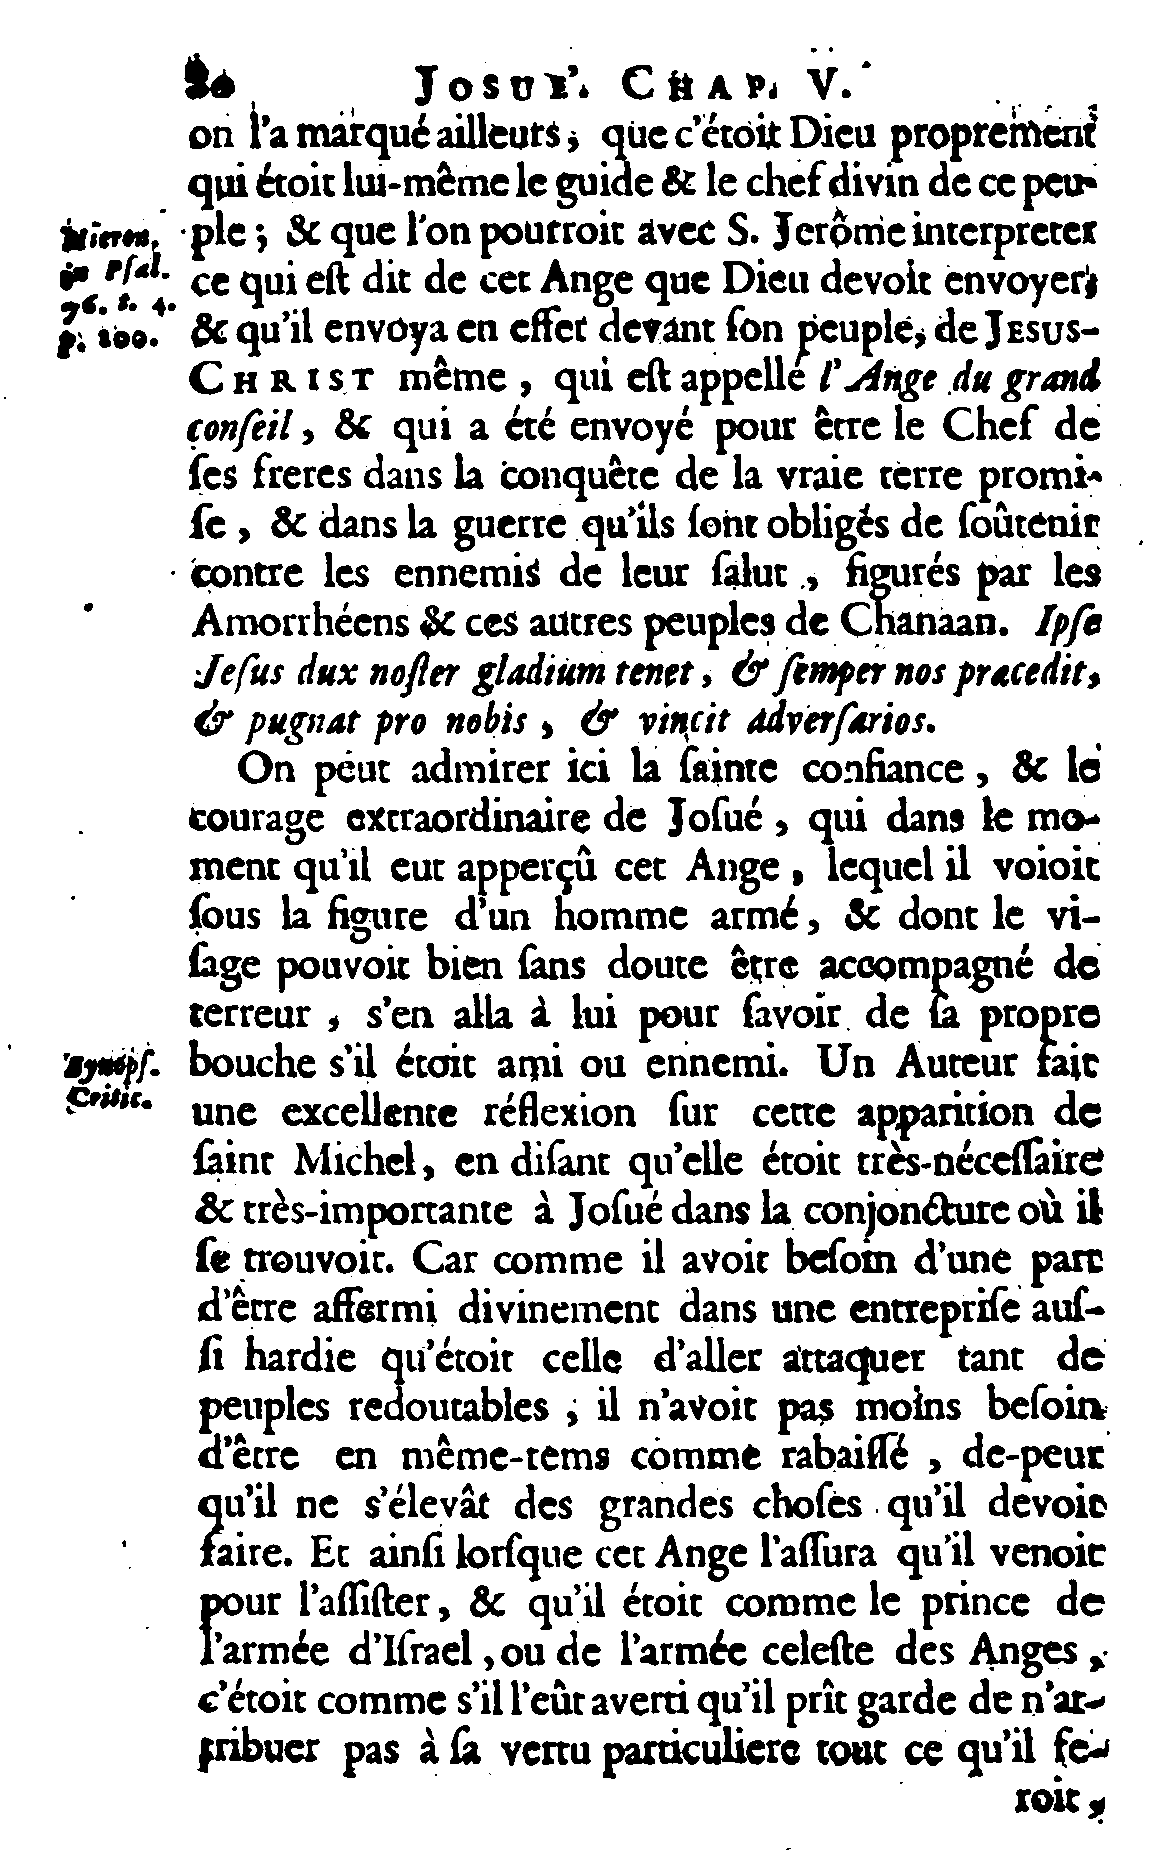 JOSUE'. CHAP. V.
on l'a marqué ailleurs, que c'étoit Dieu proprement
qui étoit lui-même le guide & le chef divin de ce peu-
ple ; & que l'on pourroit avec S. Jerôme interpreter
ce qui eſt dit de cet Ange que Dieu devoit envoyer,
& qu'il envoya en effet devant ſon peuple, de JESUS-
CHRIST même , qui eſt appellé l'Ange du grand
conſeil , & qui a été envoyé pour être le Chef de
ſes freres dans la conquête de la vraie terre promi-
ſe , & dans la guerre qu'ils ſont obligés de ſoûtenir
contre les ennemis de leur ſalut , figurés par les
Amorrhéens & ces autres peuples de Chanaan. Ipſe
Jeſus dux noſter gladium tenet , & ſemper nos præcedit,
& pugnat pro nobis , & vincit adverſarios.
On peut admirer ici la ſainte confiance , & le
courage extraordinaire de Joſué , qui dans le mo-
ment qu'il eut apperçû cet Ange , lequel il voioit
ſous la figure d'un homme armé , & dont le vi-
ſage pouvoit bien ſans doute être accompagné de
terreur , s'en alla à lui pour ſavoir de ſa propre
bouche s'il étoit ami ou ennemi. Un Auteur fait
une excellente réflexion ſur cette apparition de
ſaint Michel, en diſant qu'elle étoit très-néceſſaire
& très-importante à Joſué dans la conjoncture où il
ſe trouvoit. Car comme il avoit beſoin d'une part
d'être affermi divinement dans une entrepriſe auſ-
ſi hardie qu'étoit celle d'aller attaquer tant de
peuples redoutables ; il n'avoit pas moins beſoin
d'être en même-tems comme rabaiſſé , de-peur
qu'il ne s'élevât des grandes choſes qu'il devoit
faire. Et ainſi lorſque cet Ange l'aſſura qu'il venoit
pour l'aſſiſter , & qu'il étoit comme le prince de
l'armée d'Iſrael , ou de l'armée celeſte des Anges ,
c'étoit comme s'il l'eût averti qu'il prît garde de n'at-
tribuer pas à ſa vertu particuliere tout ce qu'il fe-
roit ,
Hieron.
in Pſal.
76. t. 4.
p. 200.
Synopſ.
Critic.